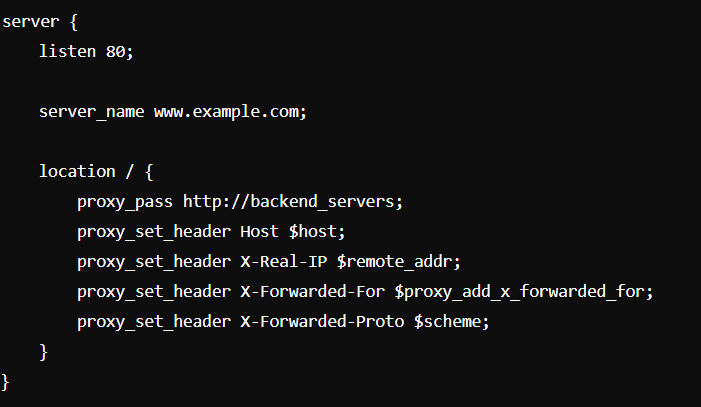 server {
    listen 80;

    server_name www.example.com;

    location / {
        proxy_pass http://backend_servers;
        proxy_set_header Host $host;
        proxy_set_header X-Real-IP $remote_addr;
        proxy_set_header X-Forwarded-For $proxy_add_x_forwarded_for;
        proxy_set_header X-Forwarded-Proto $scheme;
    }
}